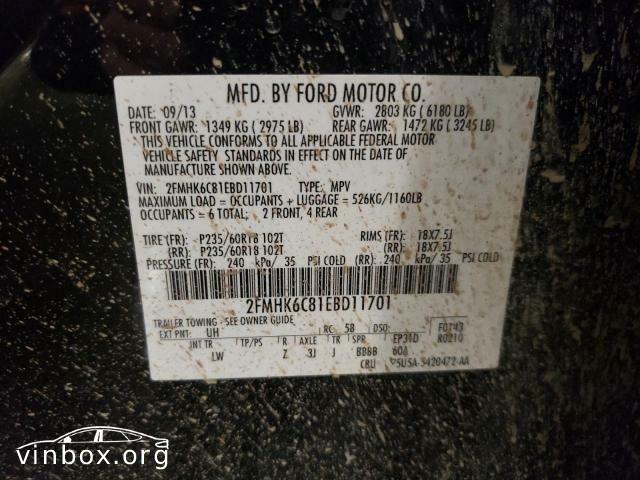 MFD. BY FORD MOTOR CO.
DATE: 09/13 GVWR: 2803 KG ( 6180 LB)
FRONT GAWR: 1349 KG ( 2975 LB) REAR GAWR: 1472 KG ( 3245 LB)
THIS VEHICLE CONFORMS TO ALL APPLICABLE FEDERAL MOTOR
VEHICLE SAFETY STANDARDS IN EFFECT ON THE DATE OF
MANUFACTURE SHOWN ABOVE.
VIN: 2FMHK6C81EBD11701 TYPE: MPV
MAXIMUM LOAD = OCCUPANTS + LUGGAGE = 526KG/1160LB
OCCUPANTS = 6 TOTAL; 2 FRONT, 4 REAR
TIRE (FR): P235/60R18 102T RIMS (FR): 18X7.5J
(RR): P235/60R18 102T (RR): 18X7.5J
PRESSURE (FR): 240 kPa/ 35 PSI COLD (RR): 240 kPa/ 35 PSI COLD
2FMHK6C81EBD11701
TRAILER TOWING - SEE OWNER GUIDE
EXT PNT: UH RC: 58 DSO: F0143
INT TR TP/PS R AXLE TR SPR EP31D R0210
LW Z 3J J BBBB 60A
CBU 5U5A-5420472-AA
vinbox.org